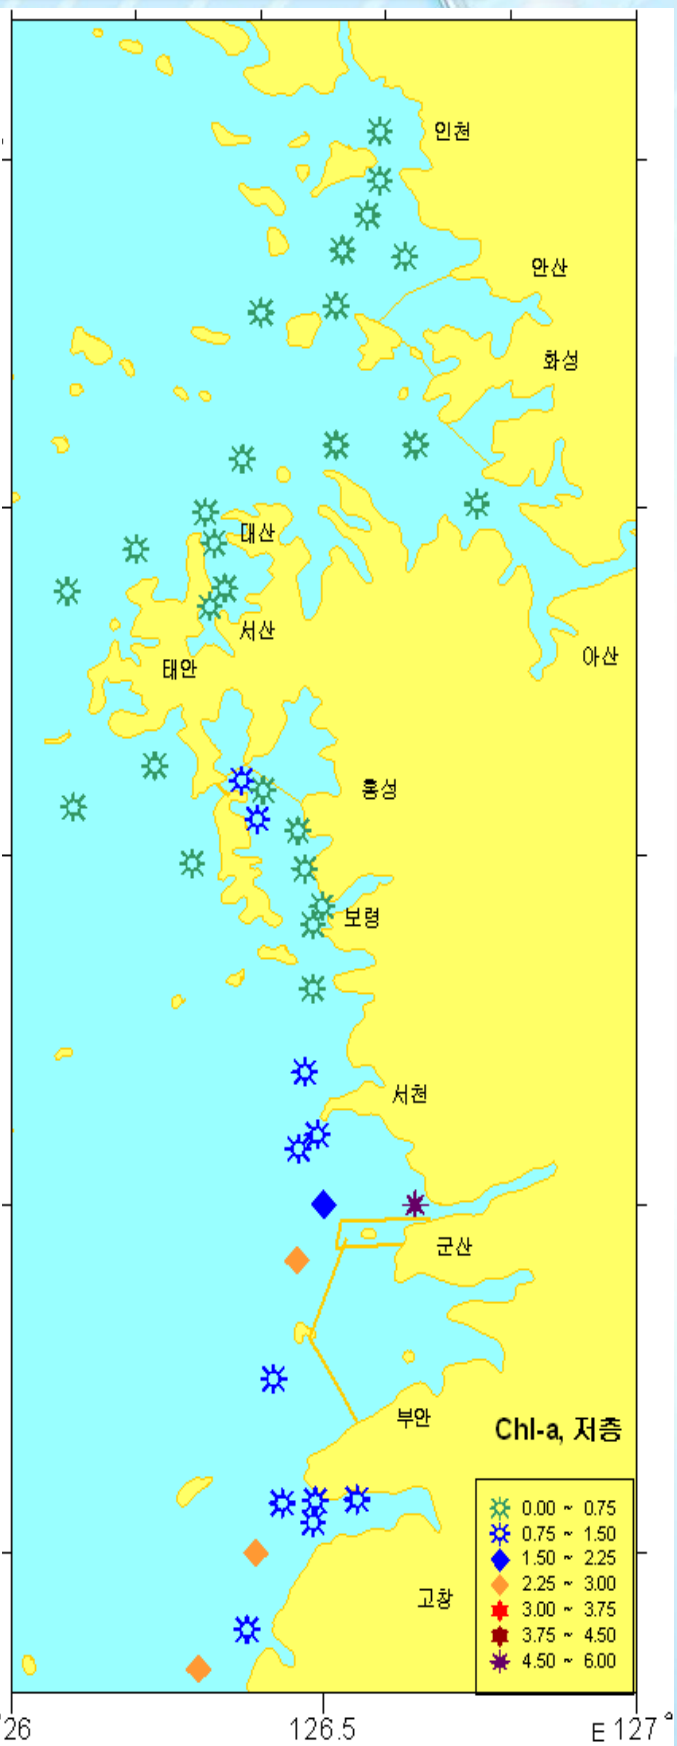 인천
안산
화성
대산
서산
아산
태안
홍성
보령
서천
군산
부안
Chl-a, 저층
0.00 ~ 0.75
0.75 ~ 1.50
1.50 ~ 2.25
2.25 ~ 3.00
3.00 ~ 3.75
3.75 ~ 4.50
4.50 ~ 6.00
고창
26 126.5 E 127°